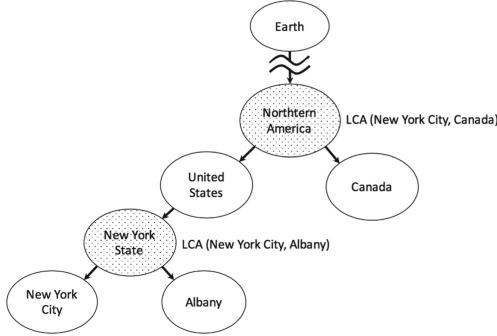 Earth
Northtern
America
LCA (New York City, Canada)
United
States
Canada
New York
State
LCA (New York City, Albany)
New York
City
Albany